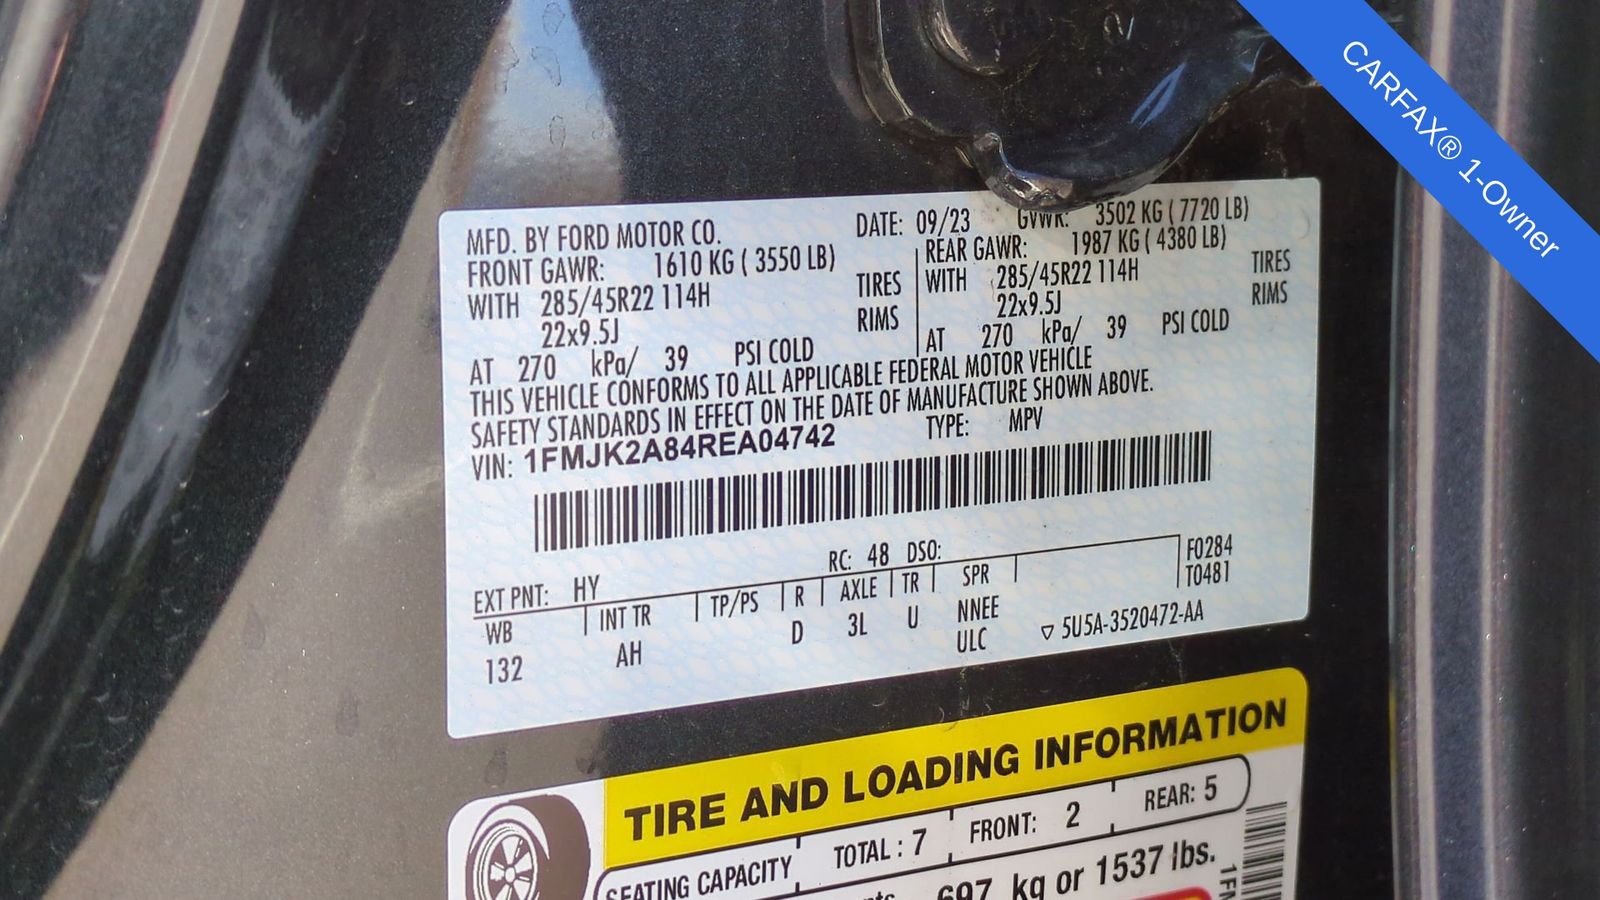 CARFAX® 1-Owner
MFD. BY FORD MOTOR CO. DATE: 09/23 GVWR: 3502 KG ( 7720 LB)
FRONT GAWR: 1610 KG ( 3550 LB) REAR GAWR: 1987 KG ( 4380 LB)
WITH 285/45R22 114H TIRES WITH 285/45R22 114H TIRES
22x9.5J RIMS 22x9.5J RIMS
AT 270 kPa/ 39 PSI COLD AT 270 kPa/ 39 PSI COLD
THIS VEHICLE CONFORMS TO ALL APPLICABLE FEDERAL MOTOR VEHICLE
SAFETY STANDARDS IN EFFECT ON THE DATE OF MANUFACTURE SHOWN ABOVE.
VIN: 1FMJK2A84REA04742 TYPE: MPV
EXT PNT: HY RC: 48 DSO: F0284
WB INT TR TP/PS R AXLE TR SPR T0481
132 AH D 3L U NNEE
ULC ▽ 5U5A-3520472-AA
TIRE AND LOADING INFORMATION
SEATING CAPACITY TOTAL : 7 FRONT: 2 REAR: 5
697 kg or 1537 lbs.